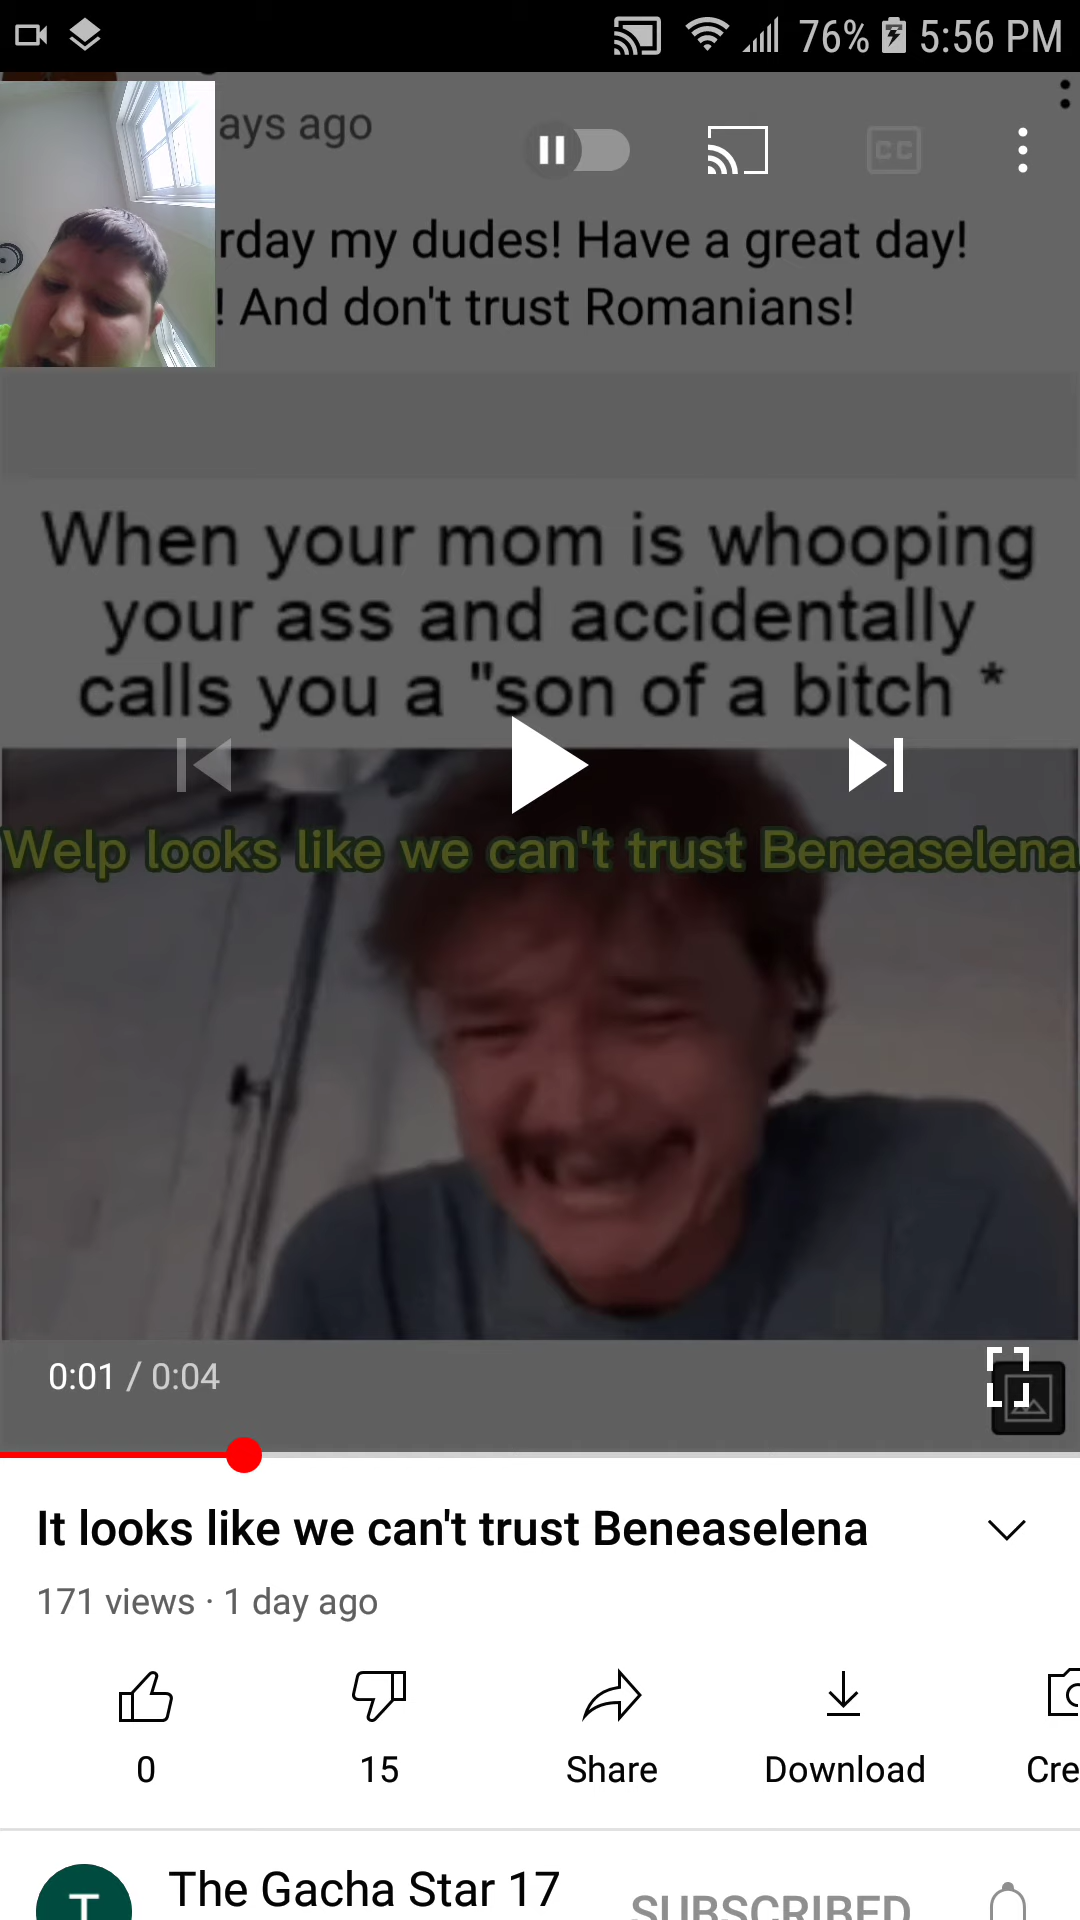 76% 5:56 PM
ays ago
CC
rday my dudes! Have a great day!
! And don't trust Romanians!
When your mom is whooping
your ass and accidentally
calls you a "son of a bitch *
Welp looks like we can't trust Beneaselena
0:01 / 0:04
It looks like we can't trust Beneaselena
171 views · 1 day ago
0 15 Share Download Cre
T The Gacha Star 17
SUBSCRIBED